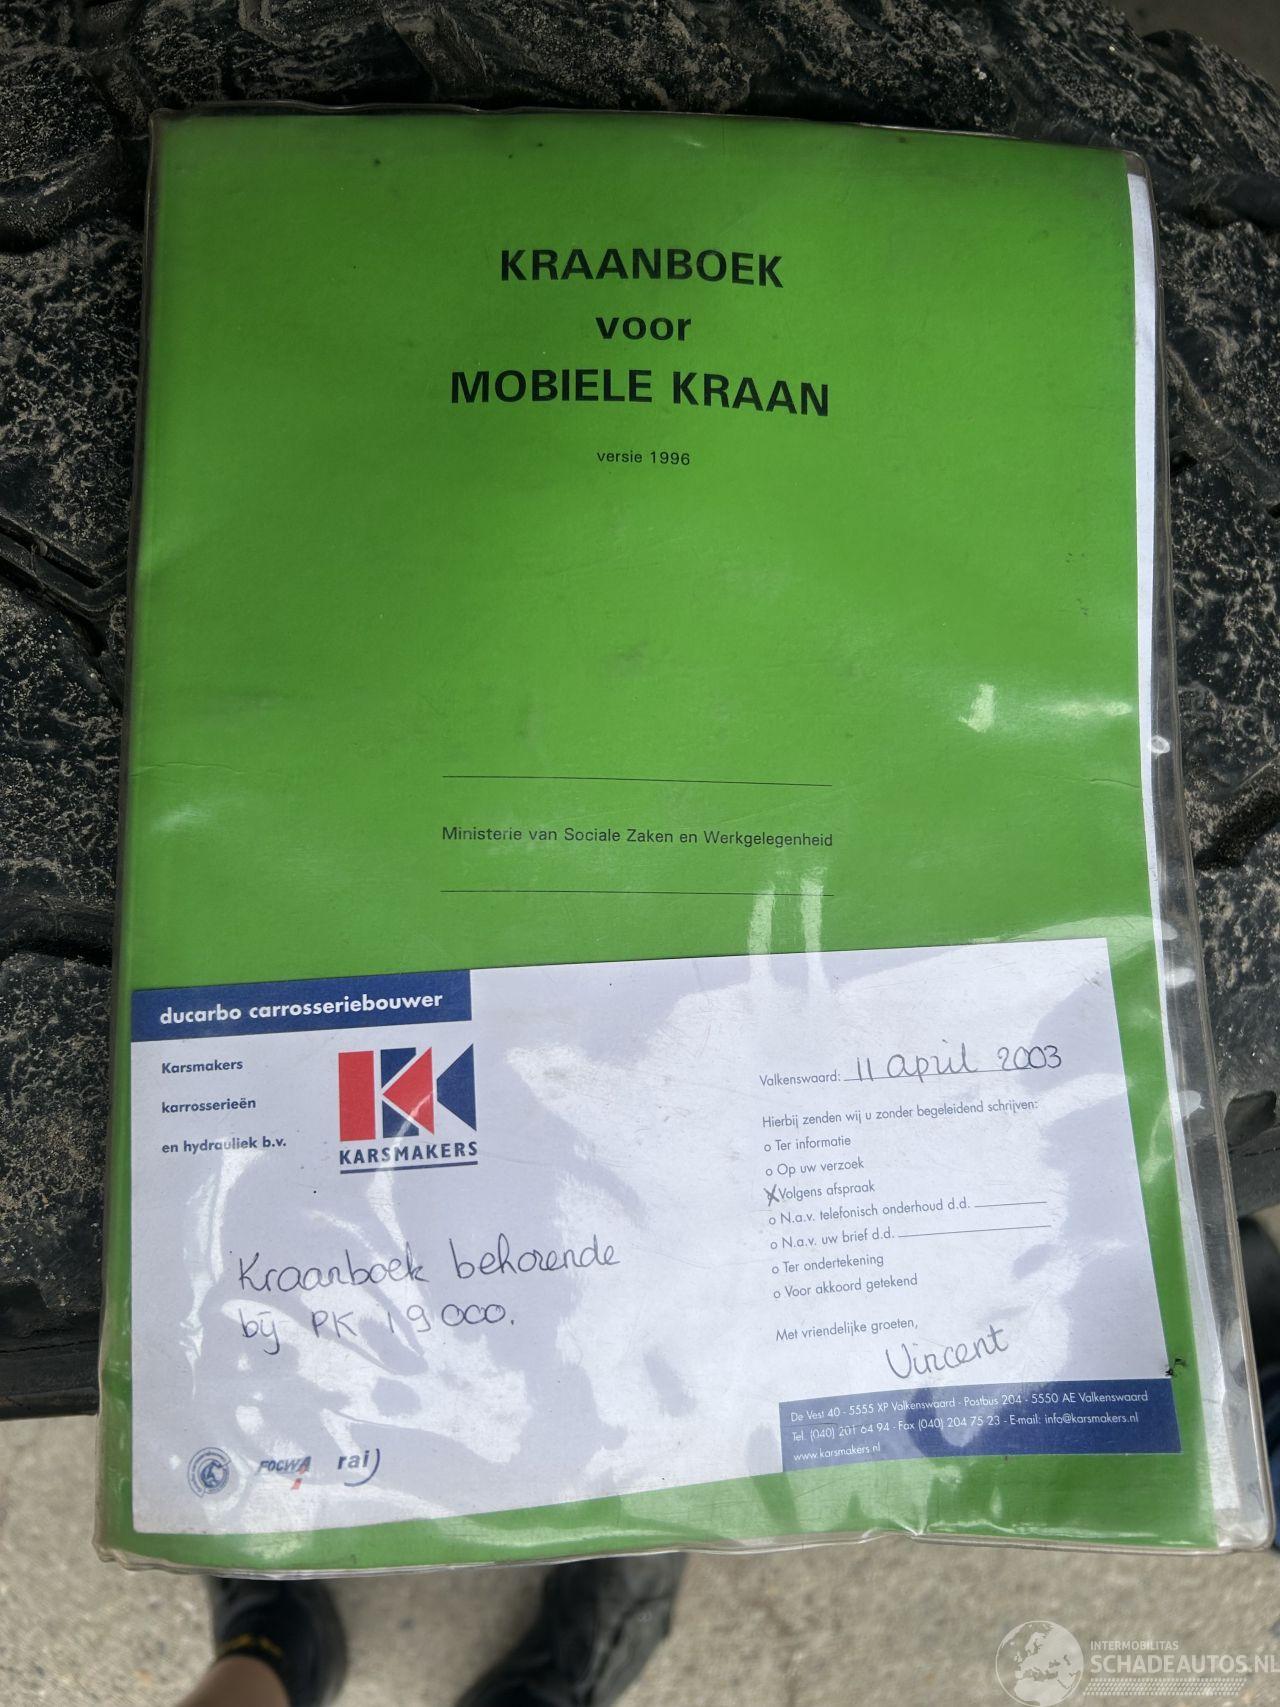 KRAANBOEK
voor
MOBIELE KRAAN
versie 1996
Ministerie van Sociale Zaken en Werkgelegenheid
ducarbo carrosseriebouwer
Karsmakers
karrosserieën
en hydrauliek b.v.
KARSMAKERS
Kraanboek behorende
bij PK 19000.
FOCWA
rai
Valkenswaard: 11 april 2003
Hierbij zenden wij u zonder begeleidend schrijven:
o Ter informatie
o Op uw verzoek
X Volgens afspraak
o N.a.v. telefonisch onderhoud d.d.
o N.a.v. uw brief d.d.
o Ter ondertekening
o Voor akkoord getekend
Met vriendelijke groeten,
Vincent
De Vest 40 - 5555 XP Valkenswaard - Postbus 204 - 5550 AE Valkenswaard
Tel. (040) 201 64 94 - Fax (040) 204 75 23 - E-mail: info@karsmakers.nl
www.karsmakers.nl
INTERMOBILITAS
SCHADEAUTOS.NL